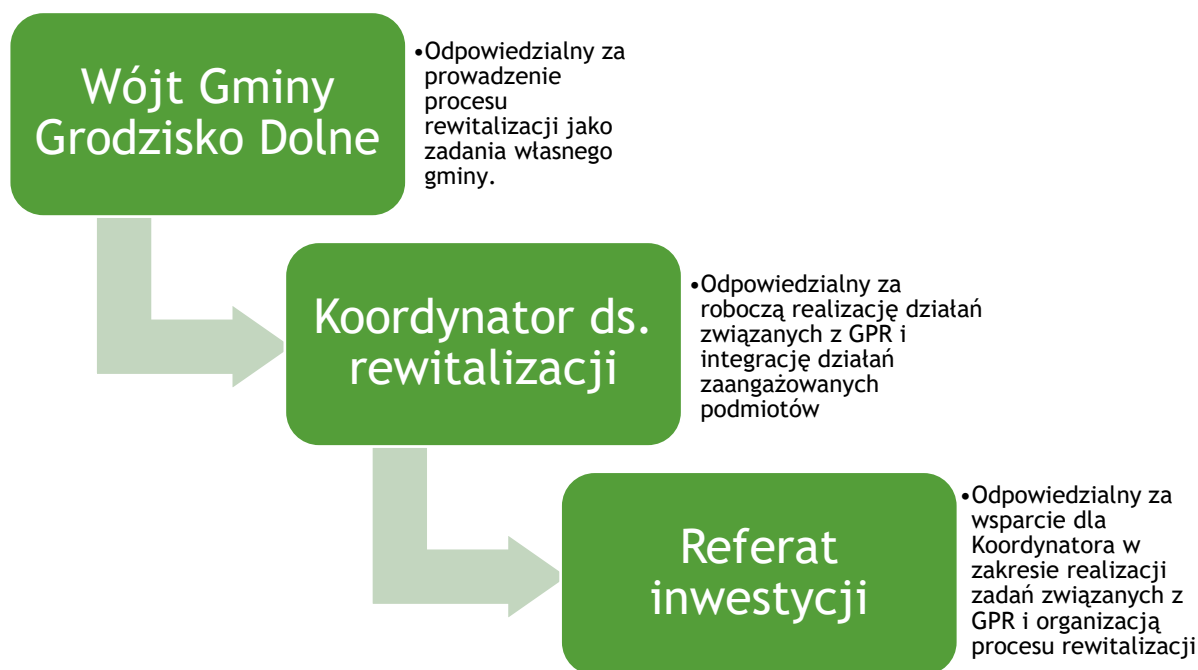 Wójt Gminy
Grodzisko Dolne
•Odpowiedzialny za
prowadzenie
procesu
rewitalizacji jako
zadania własnego
gminy.
Koordynator ds.
rewitalizacji
•Odpowiedzialny za
roboczą realizację działań
związanych z GPR i
integrację działań
zaangażowanych
podmiotów
Referat
inwestycji
•Odpowiedzialny za
wsparcie dla
Koordynatora w
zakresie realizacji
zadań związanych z
GPR i organizacją
procesu rewitalizacji